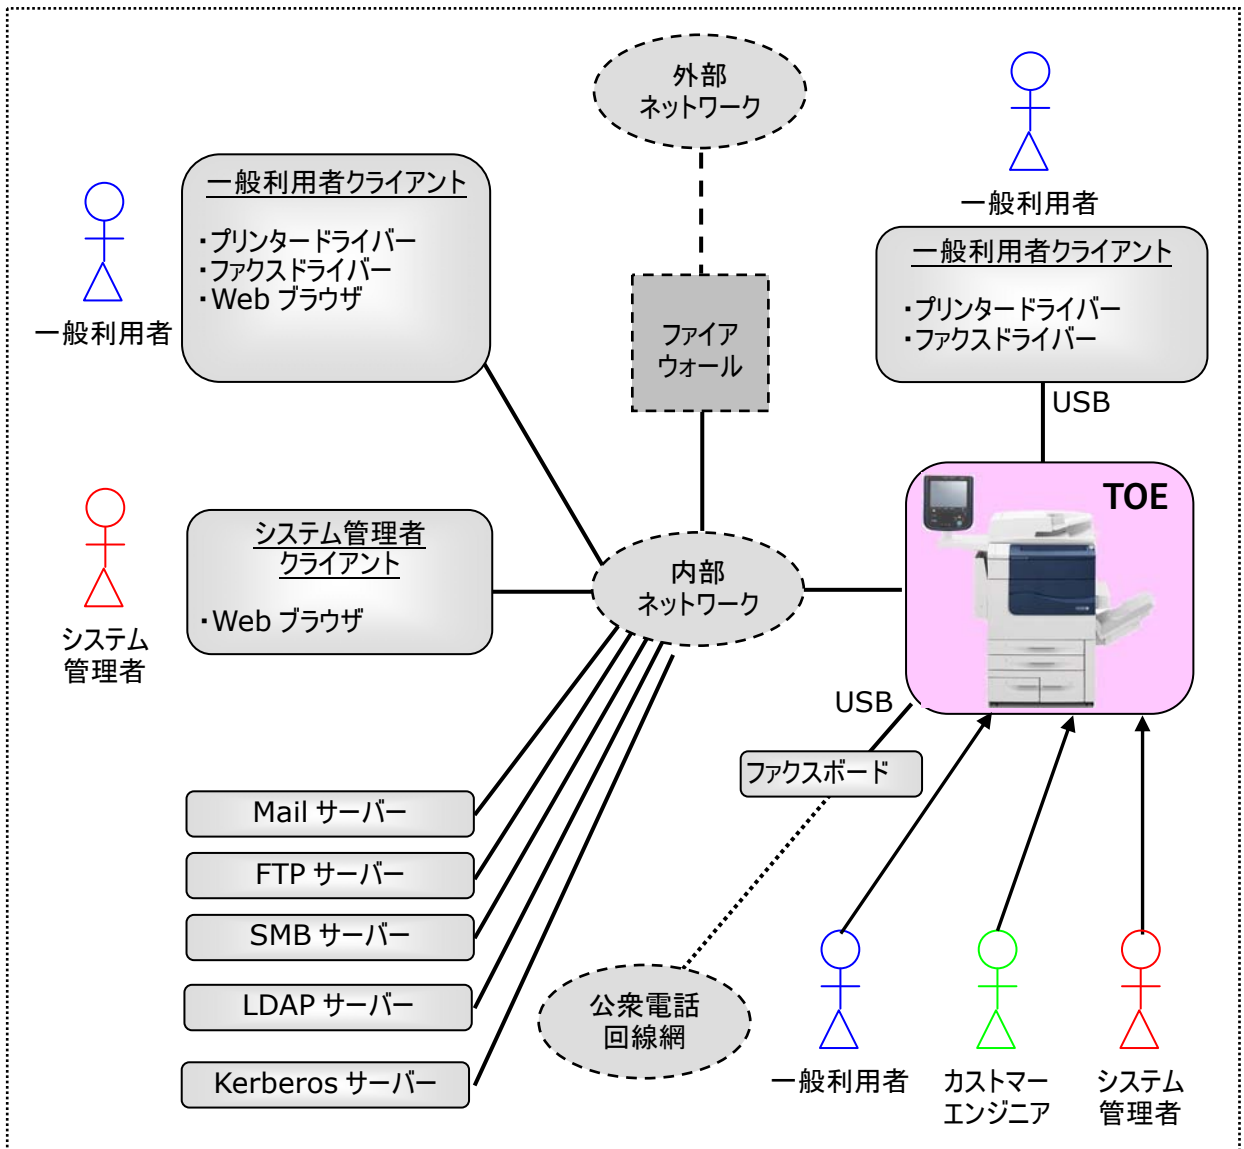 外部
ネットワーク
一般利用者クライアント
・プリンタードライバー
・ファクスドライバー
・Web ブラウザ
一般利用者
一般利用者
一般利用者クライアント
・プリンタードライバー
・ファクスドライバー
ファイア
ウォール
USB
TOE
システム管理者
クライアント
・Web ブラウザ
システム
管理者
内部
ネットワーク
USB
ファクスボード
Mail サーバー
FTP サーバー
SMB サーバー
LDAP サーバー
Kerberos サーバー
公衆電話
回線網
一般利用者
カストマー
エンジニア
システム
管理者